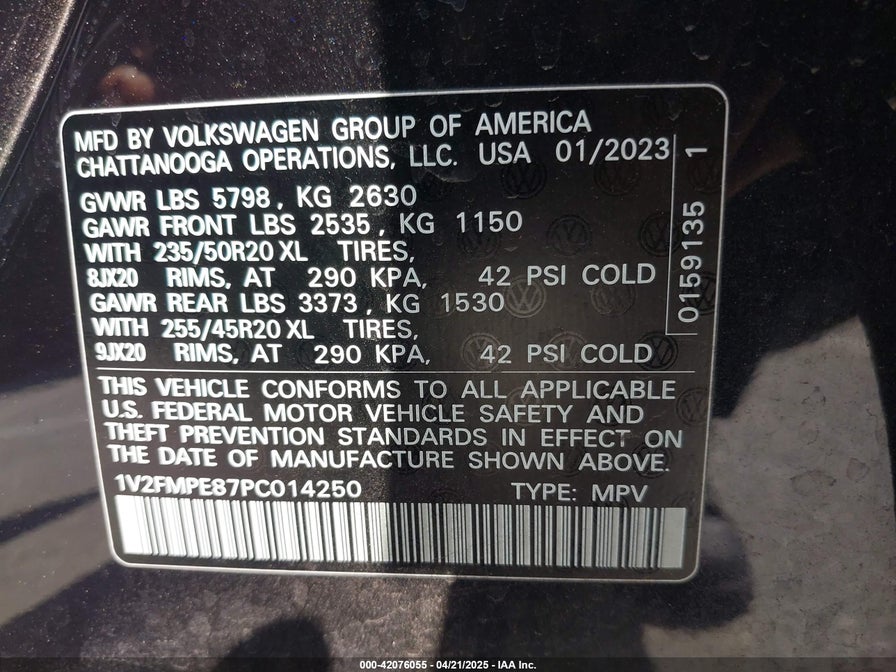 MFD BY VOLKSWAGEN GROUP OF AMERICA
CHATTANOOGA OPERATIONS, LLC. USA 01/2023
GVWR LBS 5798, KG 2630
GAWR FRONT LBS 2535, KG 1150
WITH 235/50R20 XL TIRES,
8JX20 RIMS, AT 290 KPA, 42 PSI COLD
GAWR REAR LBS 3373, KG 1530
WITH 255/45R20 XL TIRES,
9JX20 RIMS, AT 290 KPA, 42 PSI COLD
0159135 1
THIS VEHICLE CONFORMS TO ALL APPLICABLE
U.S. FEDERAL MOTOR VEHICLE SAFETY AND
THEFT PREVENTION STANDARDS IN EFFECT ON
THE DATE OF MANUFACTURE SHOWN ABOVE.
1V2FMPE87PC014250 TYPE: MPV
000-42076055 - 04/21/2025 - IAA Inc.